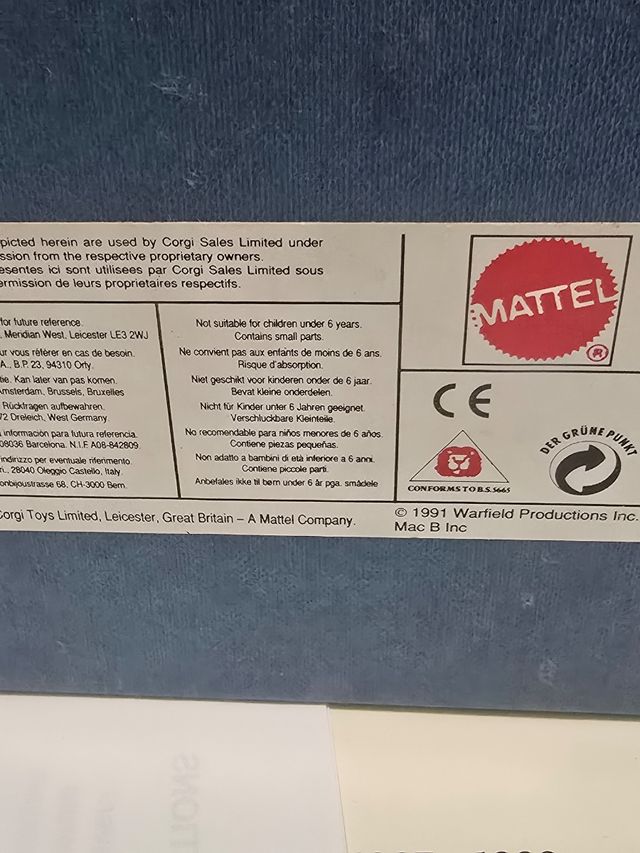 picted herein are used by Corgi Sales Limited under
ssion from the respective proprietary owners.
esentes ici sont utilisees par Corgi Sales Limited sous
ermission de leurs proprietaires respectifs.
for future reference.
, Meridian West, Leicester LE3 2WJ
ur vous référer en cas de besoin.
A., B.P. 23, 94310 Orly.
tie. Kan later van pas komen.
Amsterdam, Brussels, Bruxelles
Rückfragen aufbewahren.
72 Dreieich, West Germany.
información para futura referencia.
08036 Barcelona. N.I.F. A08-842809.
indirizzo per eventuale riferimento.
28040 Oleggio Castello, Italy.
onbijoustrasse 68, CH-3000 Bern.
Not suitable for children under 6 years.
Contains small parts.
Ne convient pas aux enfants de moins de 6 ans.
Risque d'absorption.
Niet geschikt voor kinderen onder de 6 jaar.
Bevat kleine onderdelen.
Nicht für Kinder unter 6 Jahren geeignet.
Verschluckbare Kleinteile.
No recomendable para niños menores de 6 años.
Contiene piezas pequeñas.
Non adatto a bambini di età inferiore a 6 anni.
Contiene piccole parti.
Anbefales ikke til børn under 6 år pga. smådele
MATTEL
®
CE
CONFORMS TO B.S. 5665
DER GRÜNE PUNKT
Corgi Toys Limited, Leicester, Great Britain – A Mattel Company.
© 1991 Warfield Productions Inc.
Mac B Inc